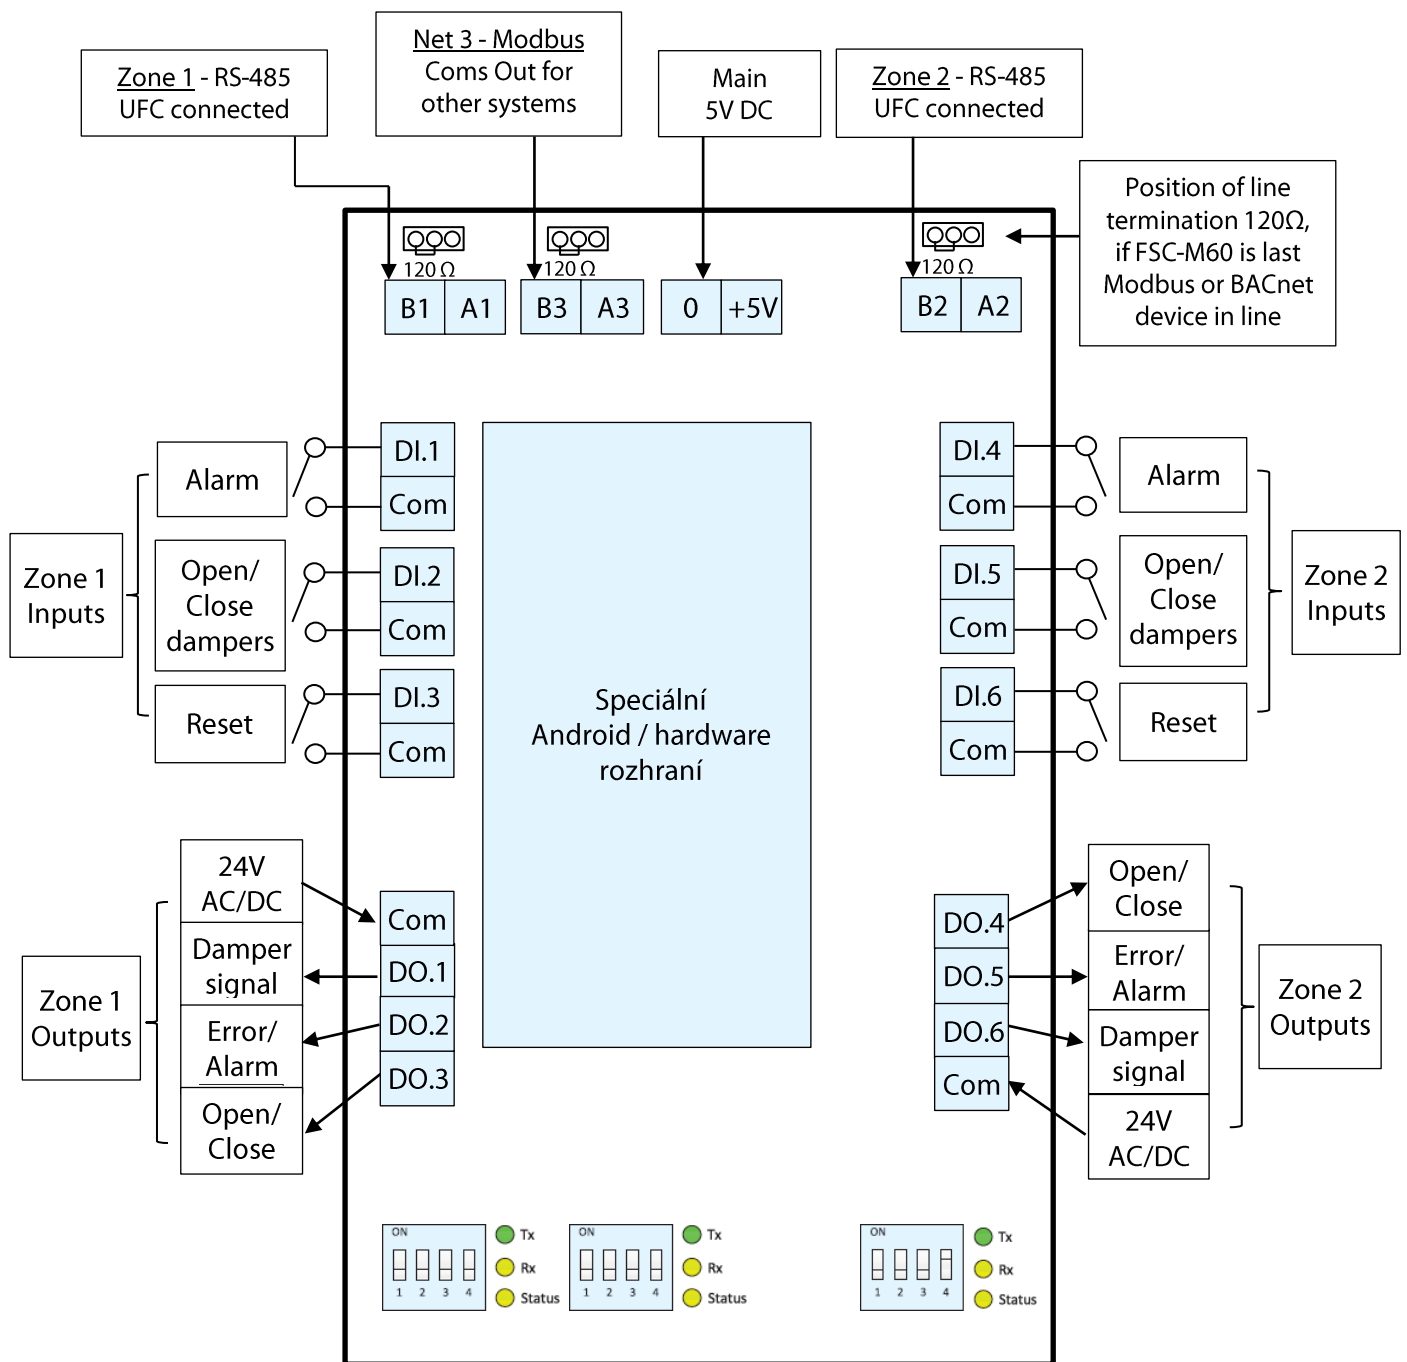 Zone 1 - RS-485
UFC connected
Net 3 - Modbus
Coms Out for
other systems
Main
5V DC
Zone 2 - RS-485
UFC connected
Position of line
termination 120Ω,
if FSC-M60 is last
Modbus or BACnet
device in line
120 Ω
120 Ω
120 Ω
B1 A1
B3 A3
0 +5V
B2 A2
Zone 1
Inputs
Alarm
Open/
Close
dampers
Reset
DI.1
Com
DI.2
Com
DI.3
Com
Speciální
Android / hardware
rozhraní
DI.4
Com
DI.5
Com
DI.6
Com
Alarm
Open/
Close
dampers
Reset
Zone 2
Inputs
Zone 1
Outputs
24V
AC/DC
Damper
signal
Error/
Alarm
Open/
Close
Com
DO.1
DO.2
DO.3
DO.4
DO.5
DO.6
Com
Open/
Close
Error/
Alarm
Damper
signal
24V
AC/DC
Zone 2
Outputs
ON
1 2 3 4
Tx
Rx
Status
ON
1 2 3 4
Tx
Rx
Status
ON
1 2 3 4
Tx
Rx
Status